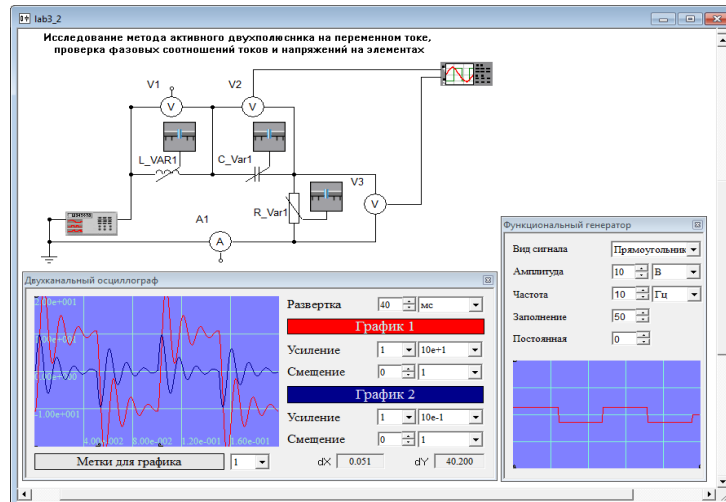 lab3_2
Исследование метода активного двухполюсника на переменном токе,
проверка фазовых соотношений токов и напряжений на элементах
V1
V2
V
V
L_VAR1
C_Var1
V3
V
R_Var1
A1
A
Функциональный генератор
Вид сигнала
Прямоугольник
Амплитуда
10
В
Частота
10
Гц
Заполнение
50
Постоянная
0
Двухканальный осциллограф
2.00e+001
-1.00e+001
4.00e-002
8.00e-002
1.20e-001
1.60e-001
Развертка
40
мс
График 1
Усиление
1
10e+1
Смещение
0
1
График 2
Усиление
1
10e-1
Смещение
0
1
Метки для графика
1
dX
0.051
dY
40.200